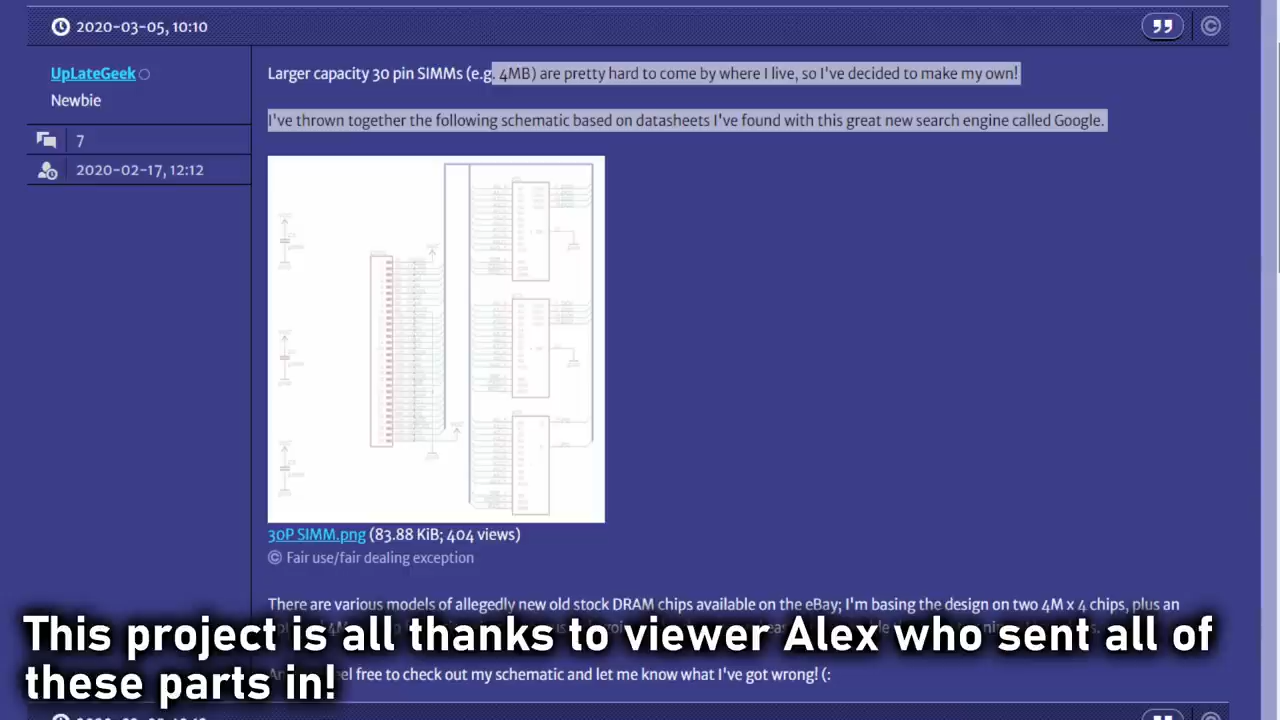 2020-03-05, 10:10
UpLateGeek
Newbie
7
2020-02-17, 12:12
Larger capacity 30 pin SIMMs (e.g. 4MB) are pretty hard to come by where I live, so I've decided to make my own!
I've thrown together the following schematic based on datasheets I've found with this great new search engine called Google.
30P SIMM.png (83.88 KiB; 404 views)
© Fair use/fair dealing exception
There are various models of allegedly new old stock DRAM chips available on the eBay; I'm basing the design on two 4M x 4 chips, plus an
free to check out my schematic and let me know what I've got wrong! (:
This project is all thanks to viewer Alex who sent all of
these parts in!